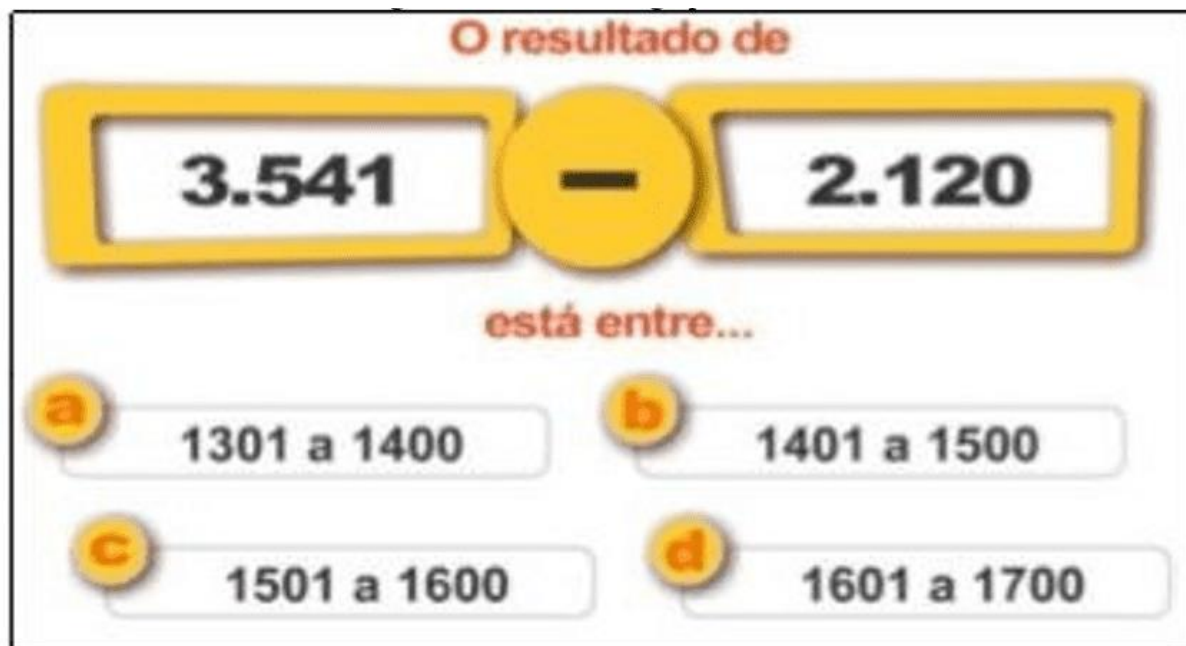 O resultado de
3.541 − 2.120
está entre...
a 1301 a 1400
b 1401 a 1500
c 1501 a 1600
d 1601 a 1700